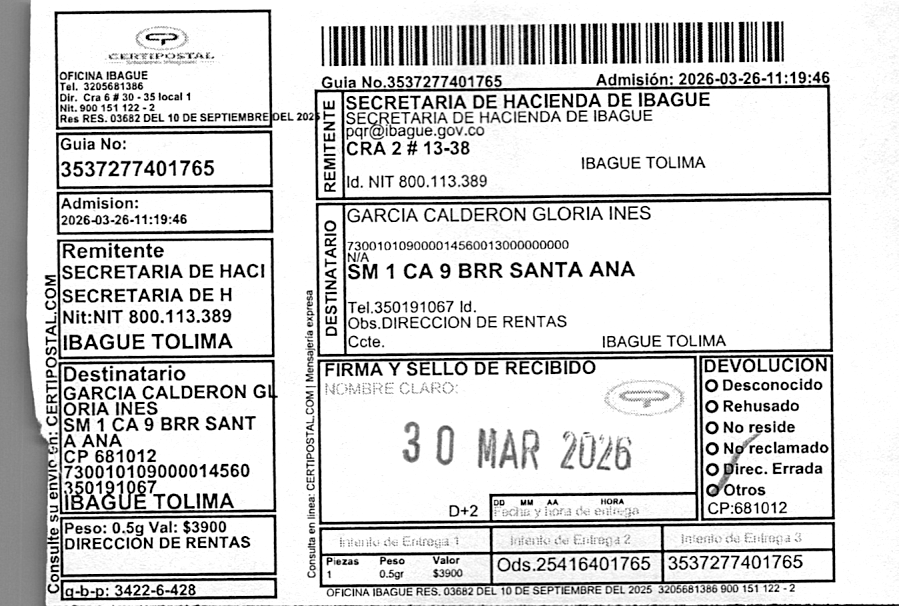 CERTIPOSTAL
OFICINA IBAGUE
Tel. 3205681386
Dir. Cra 6 # 30 - 35 local 1
Nit. 900 151 122 - 2
Res RES. 03682 DEL 10 DE SEPTIEMBRE DEL 2025
Guia No:
3537277401765
Admision:
2026-03-26-11:19:46
Remitente
SECRETARIA DE HACI
SECRETARIA DE H
Nit:NIT 800.113.389
IBAGUE TOLIMA
Destinatario
GARCIA CALDERON GL
ORIA INES
SM 1 CA 9 BRR SANT
A ANA
CP 681012
730010109000014560
350191067
IBAGUE TOLIMA
Peso: 0.5g Val: $3900
DIRECCION DE RENTAS
q-b-p: 3422-6-428
Consulte su envio en: CERTIPOSTAL.COM
Guia No.3537277401765
Admisión: 2026-03-26-11:19:46
REMITENTE
SECRETARIA DE HACIENDA DE IBAGUE
SECRETARIA DE HACIENDA DE IBAGUE
pqr@ibague.gov.co
CRA 2 # 13-38
IBAGUE TOLIMA
Id. NIT 800.113.389
DESTINATARIO
GARCIA CALDERON GLORIA INES
730010109000014560013000000000
N/A
SM 1 CA 9 BRR SANTA ANA
Tel.350191067 Id.
Obs.DIRECCION DE RENTAS
Ccte.
IBAGUE TOLIMA
Consulta en linea: CERTIPOSTAL.COM | Mensajería expresa
FIRMA Y SELLO DE RECIBIDO
NOMBRE CLARO:
30 MAR 2026
D+2
DD MM AA HORA
Fecha y hora de entrega
DEVOLUCION
Desconocido
Rehusado
No reside
No reclamado
Direc. Errada
Otros
CP:681012
Intento de Entrega 1
Intento de Entrega 2
Intento de Entrega 3
Piezas Peso Valor
1 0.5gr $3900
Ods.25416401765
3537277401765
OFICINA IBAGUE RES. 03682 DEL 10 DE SEPTIEMBRE DEL 2025 3205681386 900 151 122 - 2